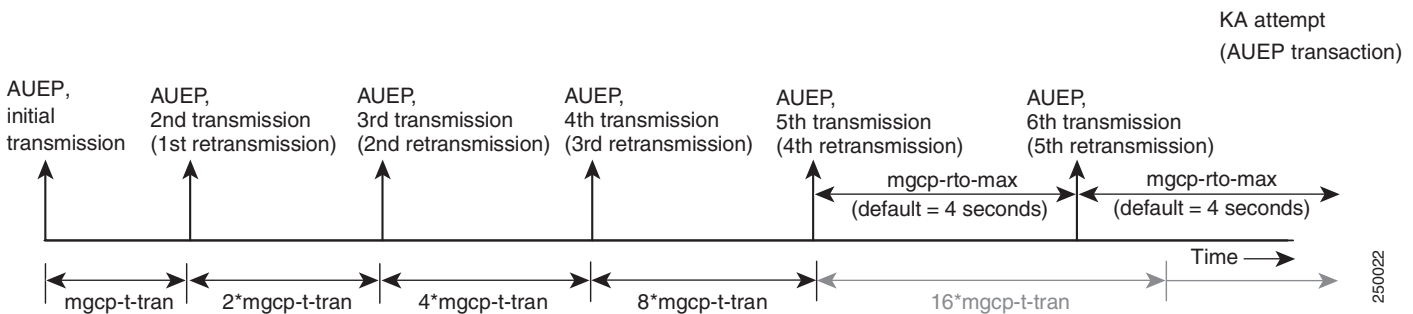 KA attempt
(AUEP transaction)
AUEP,
initial
transmission
AUEP,
2nd transmission
(1st retransmission)
AUEP,
3rd transmission
(2nd retransmission)
AUEP,
4th transmission
(3rd retransmission)
AUEP,
5th transmission
(4th retransmission)
AUEP,
6th transmission
(5th retransmission)
mgcp-rto-max
(default = 4 seconds)
mgcp-rto-max
(default = 4 seconds)
Time
mgcp-t-tran
2*mgcp-t-tran
4*mgcp-t-tran
8*mgcp-t-tran
16*mgcp-t-tran
250022